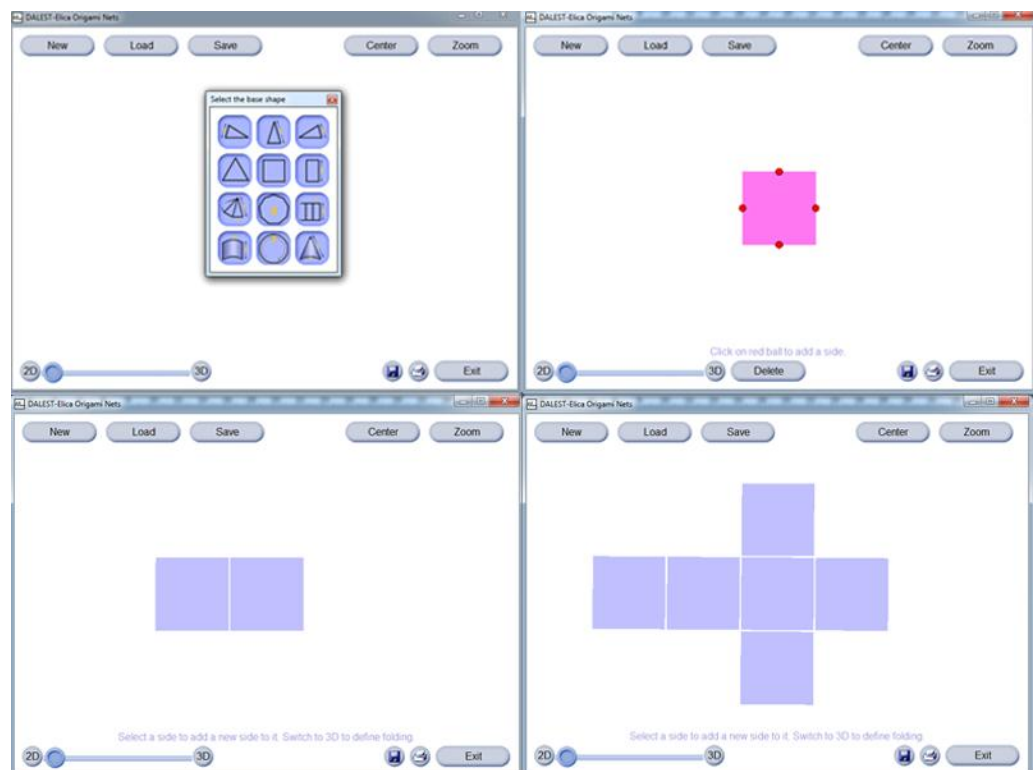 DALEST-Elica Origami Nets
New Load Save Center Zoom
Select the base shape
2D 3D Exit
DALEST-Elica Origami Nets
New Load Save Center Zoom
Click on red ball to add a side.
2D 3D Delete Exit
DALEST-Elica Origami Nets
New Load Save Center Zoom
Select a side to add a new side to it. Switch to 3D to define folding.
2D 3D Exit
DALEST-Elica Origami Nets
New Load Save Center Zoom
Select a side to add a new side to it. Switch to 3D to define folding.
2D 3D Exit